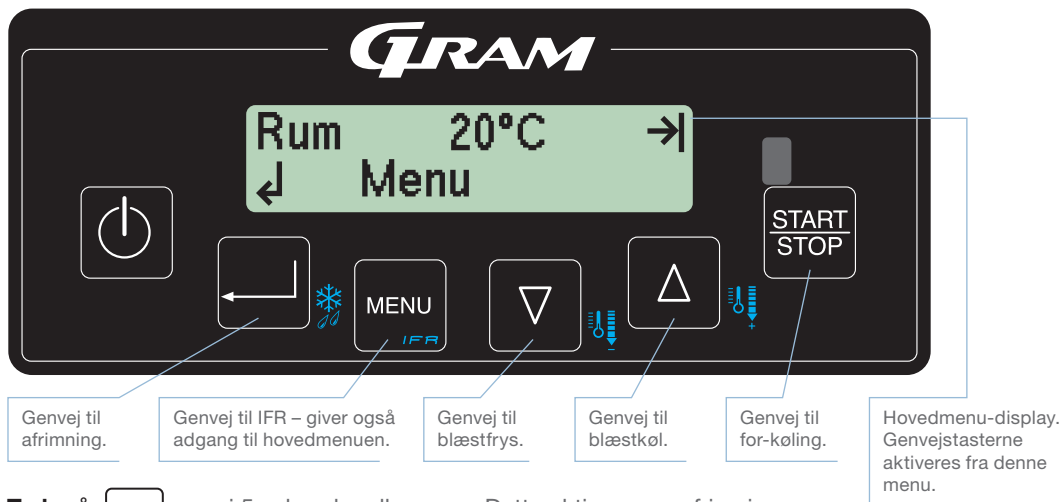 GRAM
Rum 20°C →|
↲ Menu
START
STOP
MENU
IFR
−
+
Genvej til
afrimning.
Genvej til IFR – giver også
adgang til hovedmenuen.
Genvej til
blæstfrys.
Genvej til
blæstkøl.
Genvej til
for-køling.
Hovedmenu-display.
Genvejstasterne
aktiveres fra denne
menu.